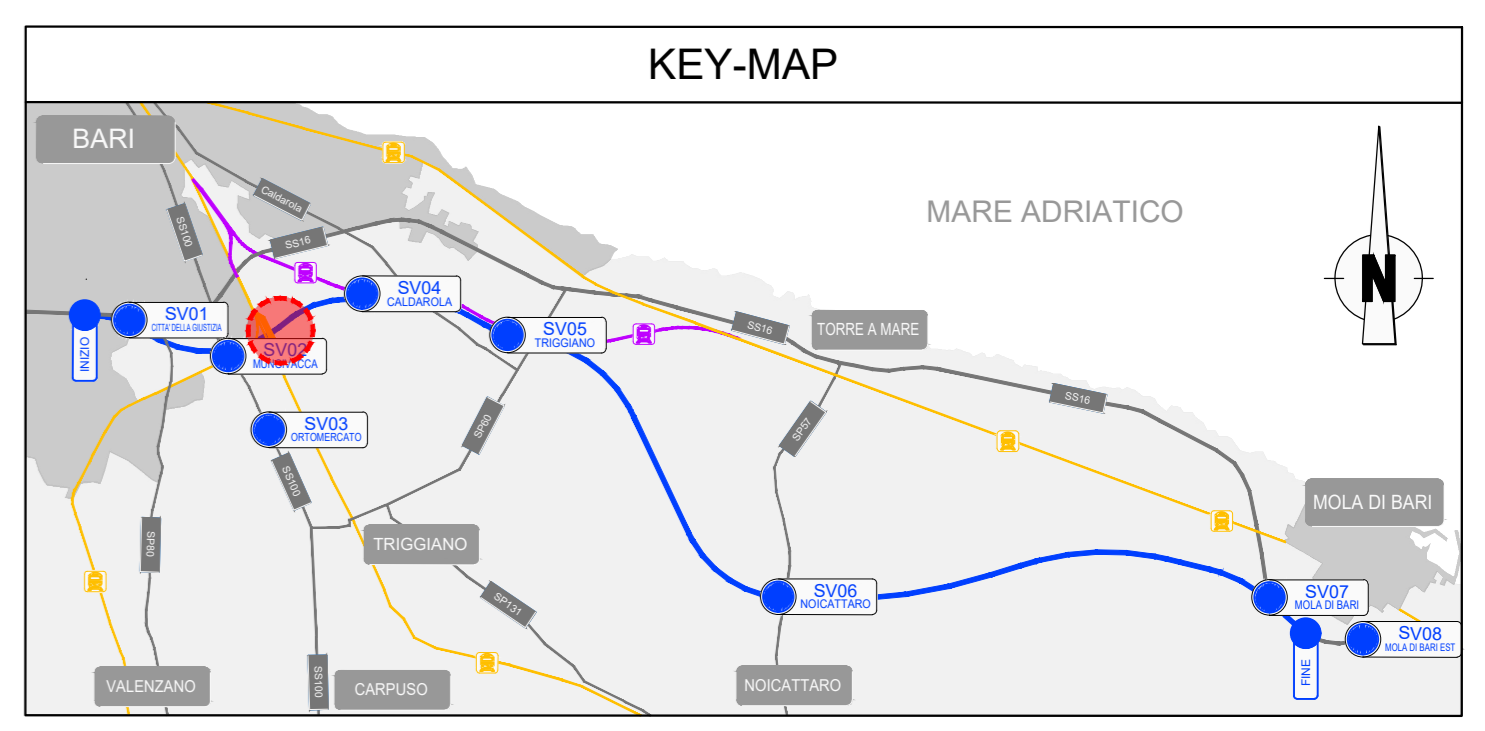 KEY-MAP
BARI
MARE ADRIATICO
Caldarola
SS100
SS16
N
SV04
CALDAROLA
SV01
CITTA' DELLA GIUSTIZIA
INIZIO
SV02
MUNGIVACCA
SV05
TRIGGIANO
SS16
TORRE A MARE
SS16
SV03
ORTOMERCATO
SP60
SP57
SS100
MOLA DI BARI
SP80
TRIGGIANO
SP131
SV06
NOICATTARO
SV07
MOLA DI BARI
SV08
MOLA DI BARI EST
FINE
VALENZANO
SS100
CARPUSO
NOICATTARO